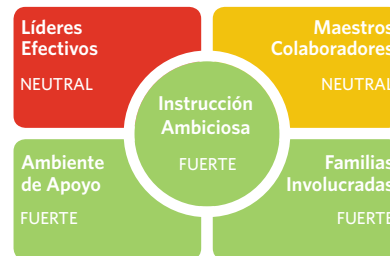 Líderes
Efectivos
NEUTRAL
Maestros
Colaboradores
NEUTRAL
Instrucción
Ambiciosa
FUERTE
Ambiente
de Apoyo
FUERTE
Familias
Involucradas
FUERTE